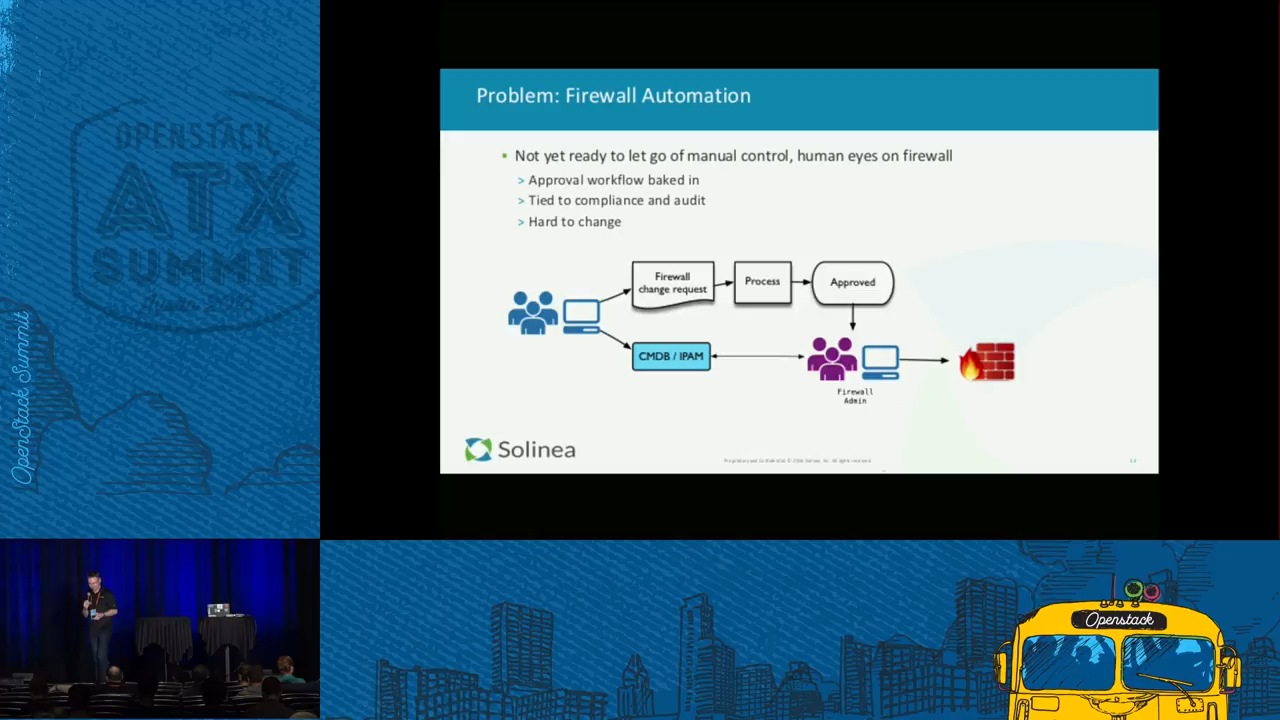 OPENSTACK
ATX
SUMMIT
OpenStack Summit
Problem: Firewall Automation
Not yet ready to let go of manual control, human eyes on firewall
> Approval workflow baked in
> Tied to compliance and audit
> Hard to change
Firewall
change request
Process
Approved
CMDB / IPAM
Firewall
Admin
Solinea
Openstack